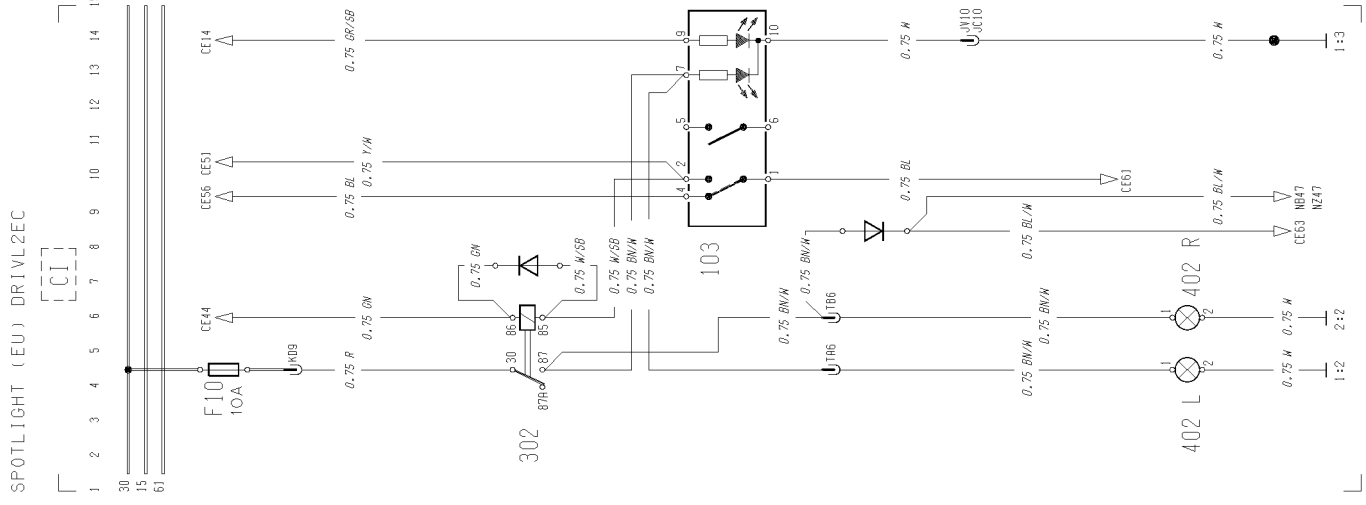 SPOTLIGHT (EU) DRIVL2EC
CI
1 2 3 4 5 6 7 8 9 10 11 12 13 14
30
15
61
F10
10A
KD9
CE44
CE56
CE51
CE14
0.75 R
0.75 GN
0.75 BL
0.75 Y/W
0.75 GR/SB
302
87A
30
87
86
85
0.75 GN
0.75 W/SB
0.75 W/SB
0.75 BN/W
0.75 BN/W
103
4
2
5
7
9
1
6
10
0.75 BN/W
0.75 BN/W
TA6
TB6
0.75 BL
0.75 W
JV10
JC10
0.75 BN/W
0.75 BN/W
0.75 BL/W
CE61
402 L
402 R
1
2
1
2
0.75 BL/W
0.75 W
0.75 W
0.75 W
CE63
NB47
NZ47
1:2
2:2
1:3